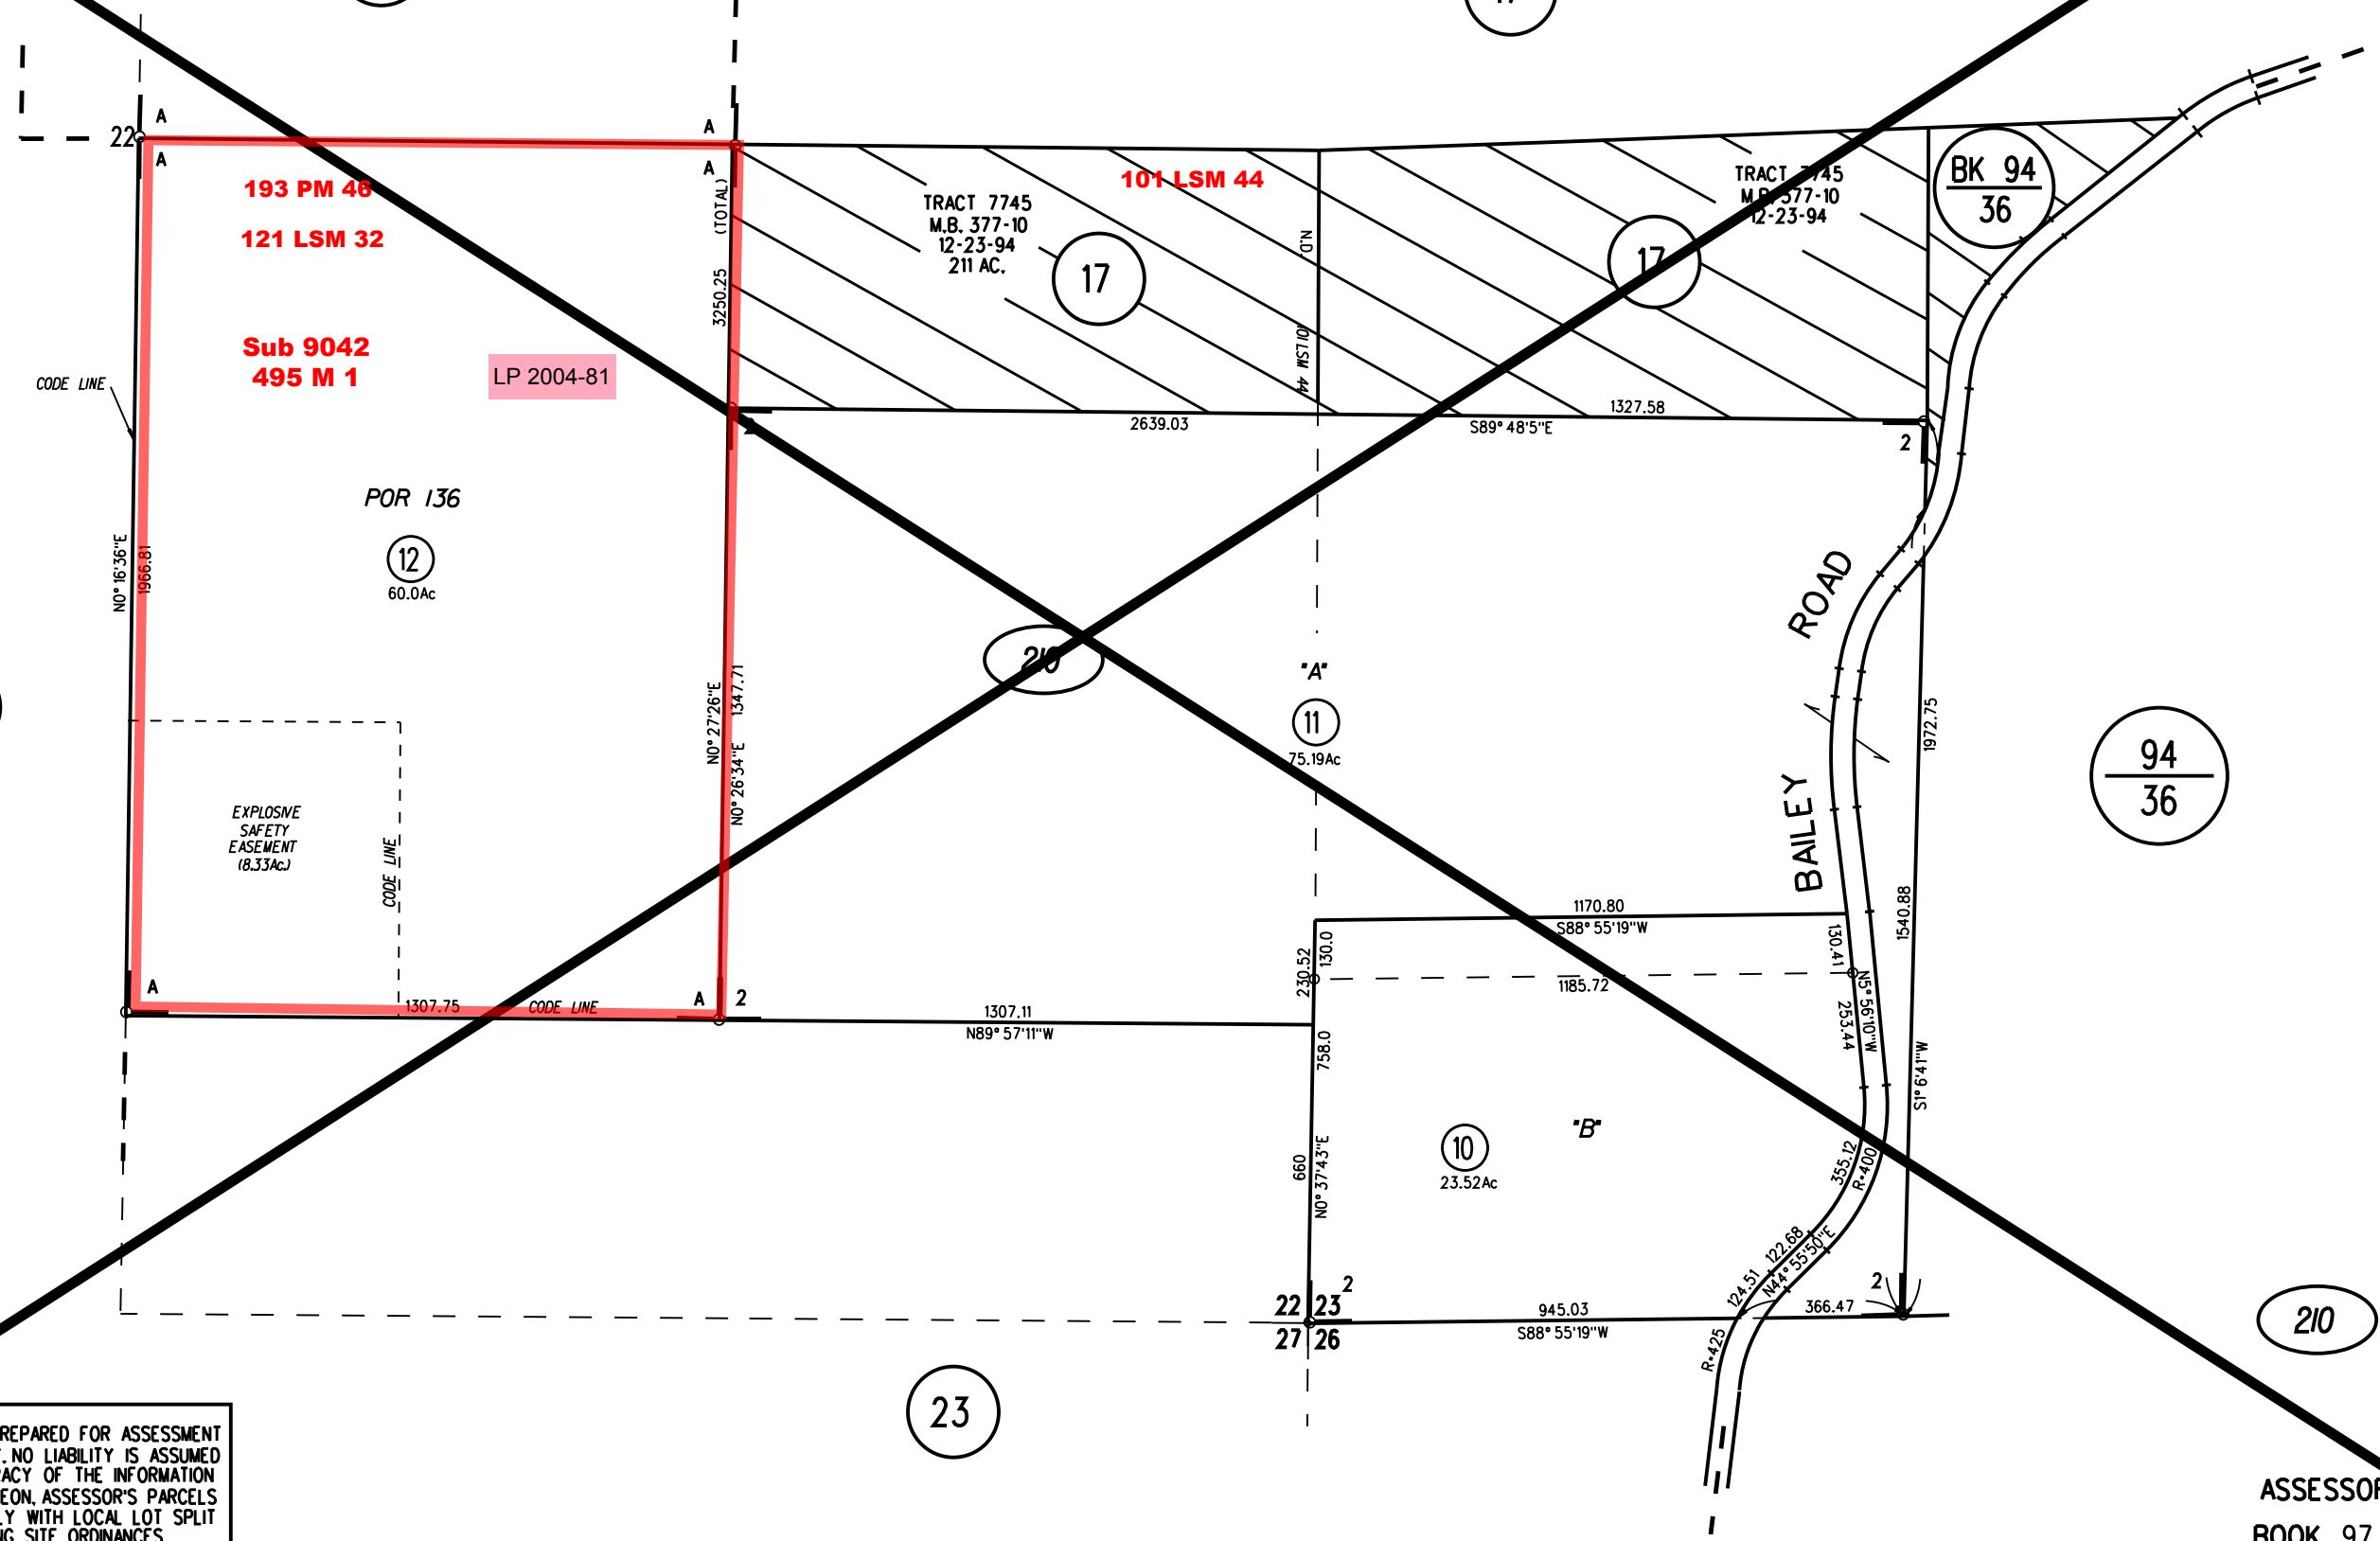 22
A
A
A
A
193 PM 46
121 LSM 32
Sub 9042
495 M 1
LP 2004-81
CODE LINE
POR 136
12
60.0Ac
N0° 16'36"E
1966.81
(TOTAL)
3250.25
N0° 27'26"E
1347.71
N0° 26'34"E
EXPLOSIVE
SAFETY
EASEMENT
(8.33Ac.)
CODE LINE
A
1307.75
CODE LINE
A
2
TRACT 7745
M.B. 377-10
12-23-94
211 AC.
17
101 LSM 44
N.D.
101 LSM 44
TRACT 7745
M.B. 377-10
12-23-94
17
BK 94
36
2
2639.03
1327.58
S89° 48'5"E
2
210
"A"
11
75.19Ac
BAILEY ROAD
1972.75
94
36
1540.88
S1° 6'41"W
1170.80
S88° 55'19"W
230.52
130.0
130.41
1185.72
N5° 56'10"W
253.44
1307.11
N89° 57'11"W
758.0
660
N0° 37'43"E
"B"
10
23.52Ac
355.12
R=400
122.68
124.51
N44° 55'50"E
2
22 23
27 26
945.03
S88° 55'19"W
366.47
2
R=425
210
23
REPARED FOR ASSESSMENT
. NO LIABILITY IS ASSUMED
ACY OF THE INFORMATION
EON. ASSESSOR'S PARCELS
Y WITH LOCAL LOT SPLIT
NG SITE ORDINANCES
ASSESSOR
BOOK 97